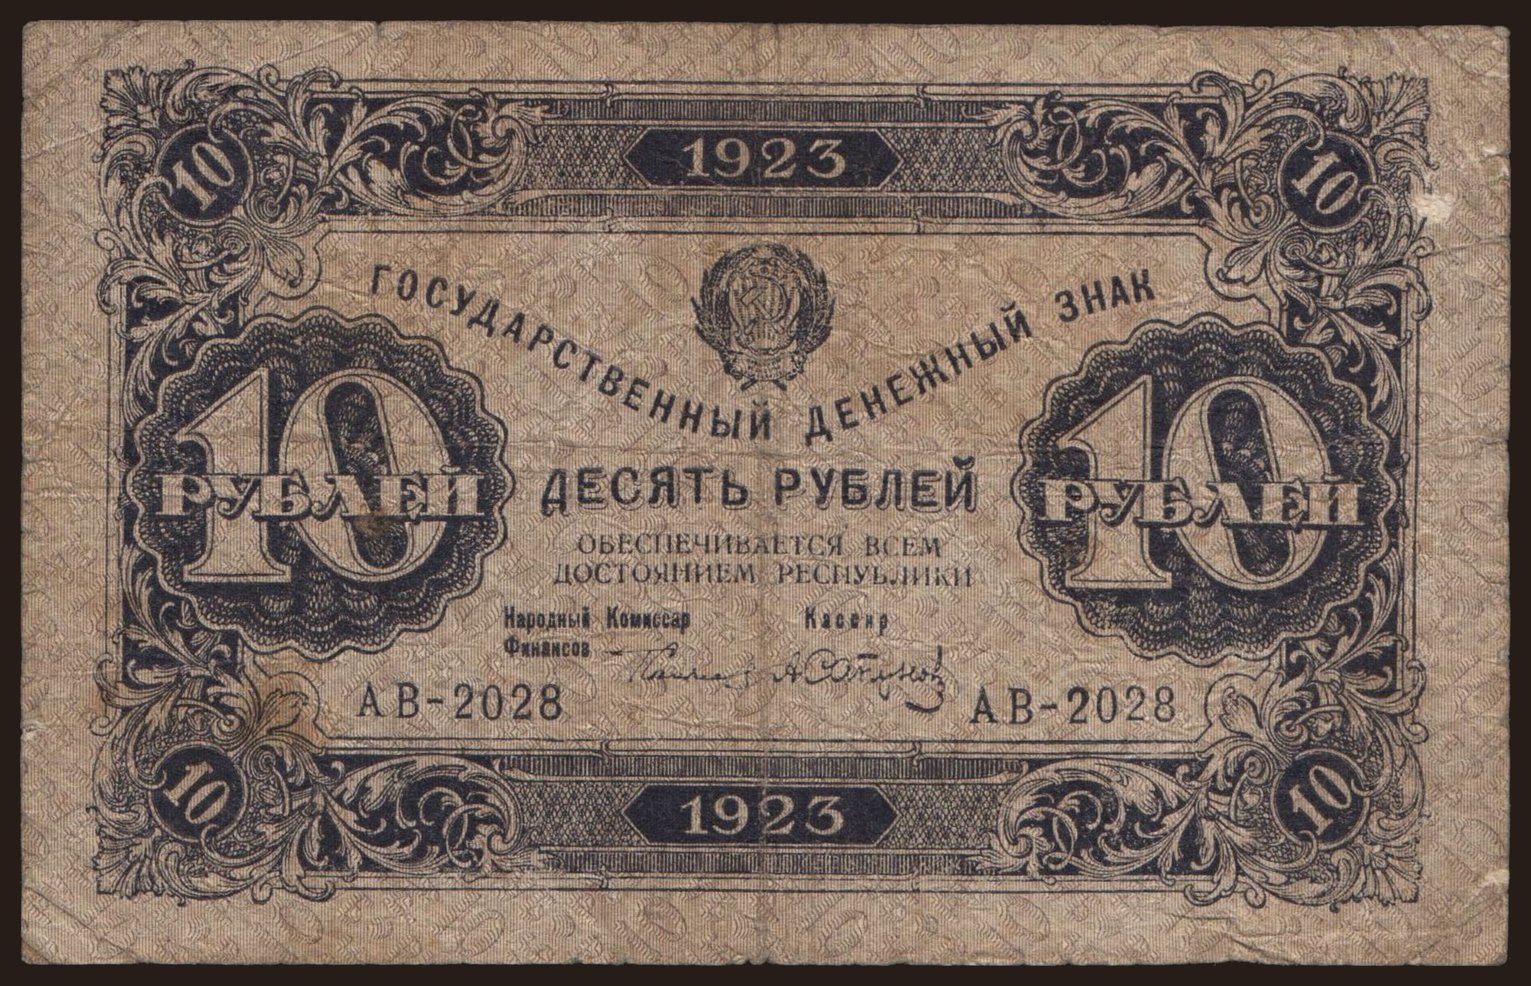 10
1923
10
ГОСУДАРСТВЕННЫЙ ДЕНЕЖНЫЙ ЗНАК
10
РУБЛЕЙ
10
РУБЛЕЙ
ДЕСЯТЬ РУБЛЕЙ
ОБЕСПЕЧИВАЕТСЯ ВСЕМ
ДОСТОЯНИЕМ РЕСПУБЛИКИ
Народный Комиссар
Финансов
Кассир
АВ-2028
АВ-2028
10
1923
10